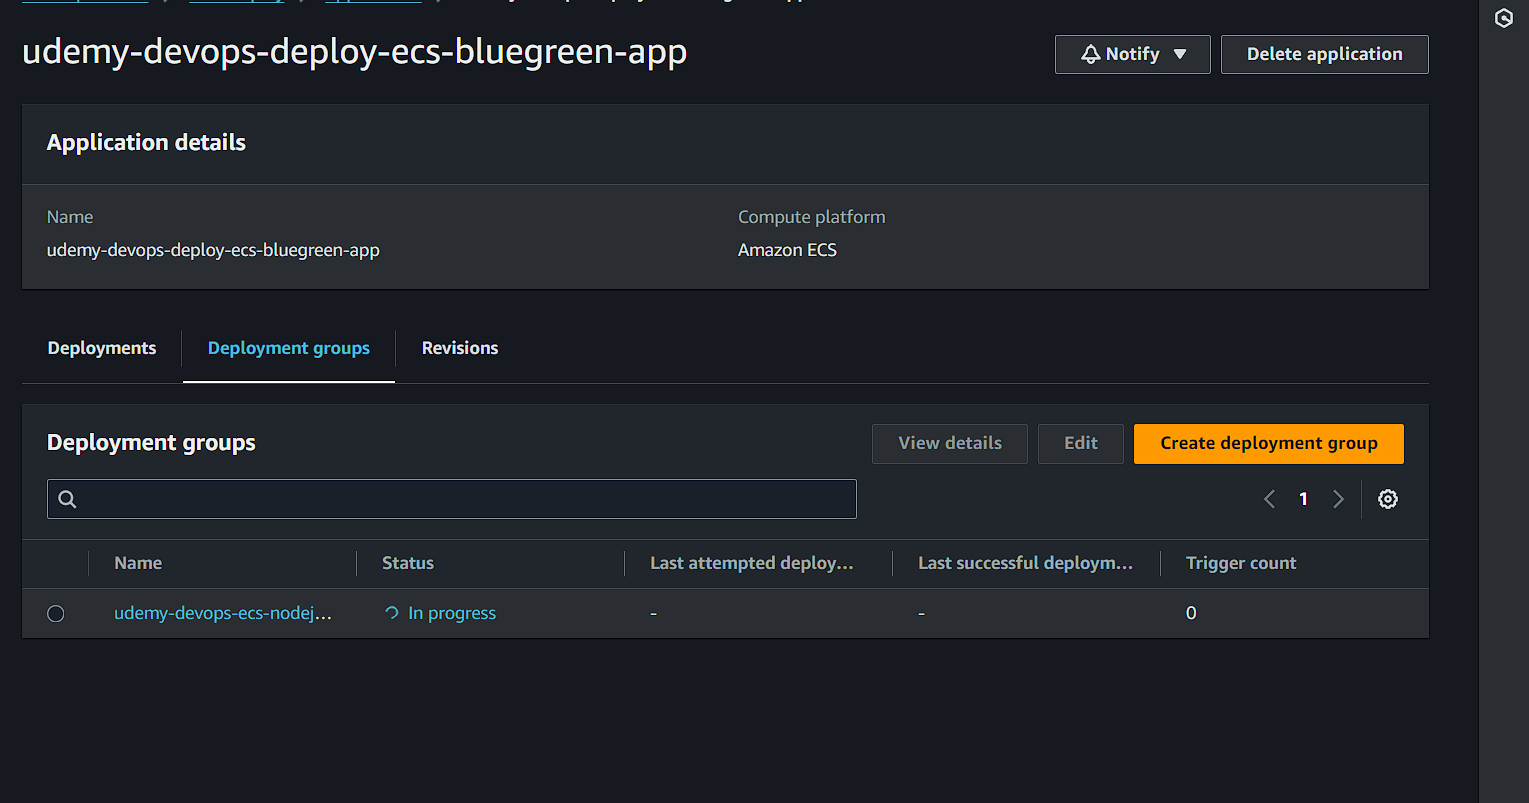 udemy-devops-deploy-ecs-bluegreen-app
Notify
Delete application
Application details
Name
Compute platform
udemy-devops-deploy-ecs-bluegreen-app
Amazon ECS
Deployments
Deployment groups
Revisions
Deployment groups
View details
Edit
Create deployment group
1
Name
Status
Last attempted deploy...
Last successful deploym...
Trigger count
udemy-devops-ecs-nodej...
In progress
-
-
0